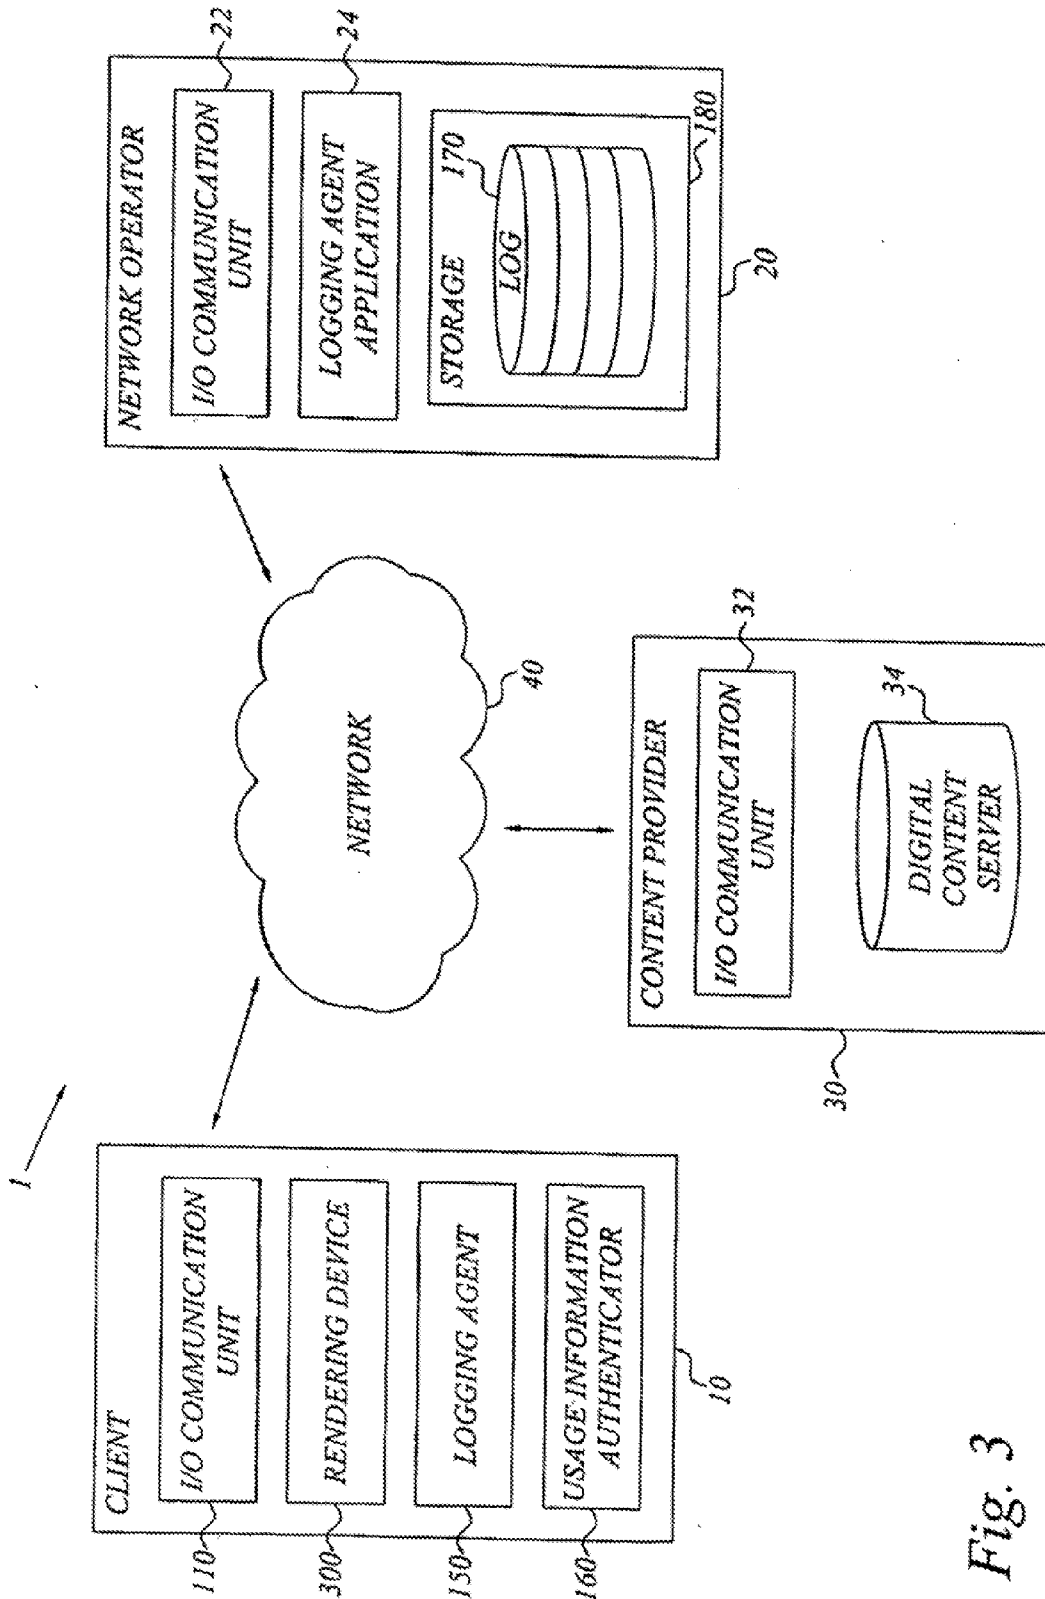 1
CLIENT
I/O COMMUNICATION
UNIT
110
RENDERING DEVICE
300
LOGGING AGENT
150
USAGE INFORMATION
AUTHENTICATOR
160
10
NETWORK
40
NETWORK OPERATOR
I/O COMMUNICATION
UNIT
22
LOGGING AGENT
APPLICATION
24
STORAGE
170
LOG
180
20
CONTENT PROVIDER
I/O COMMUNICATION
UNIT
32
34
DIGITAL
CONTENT
SERVER
30
Fig. 3